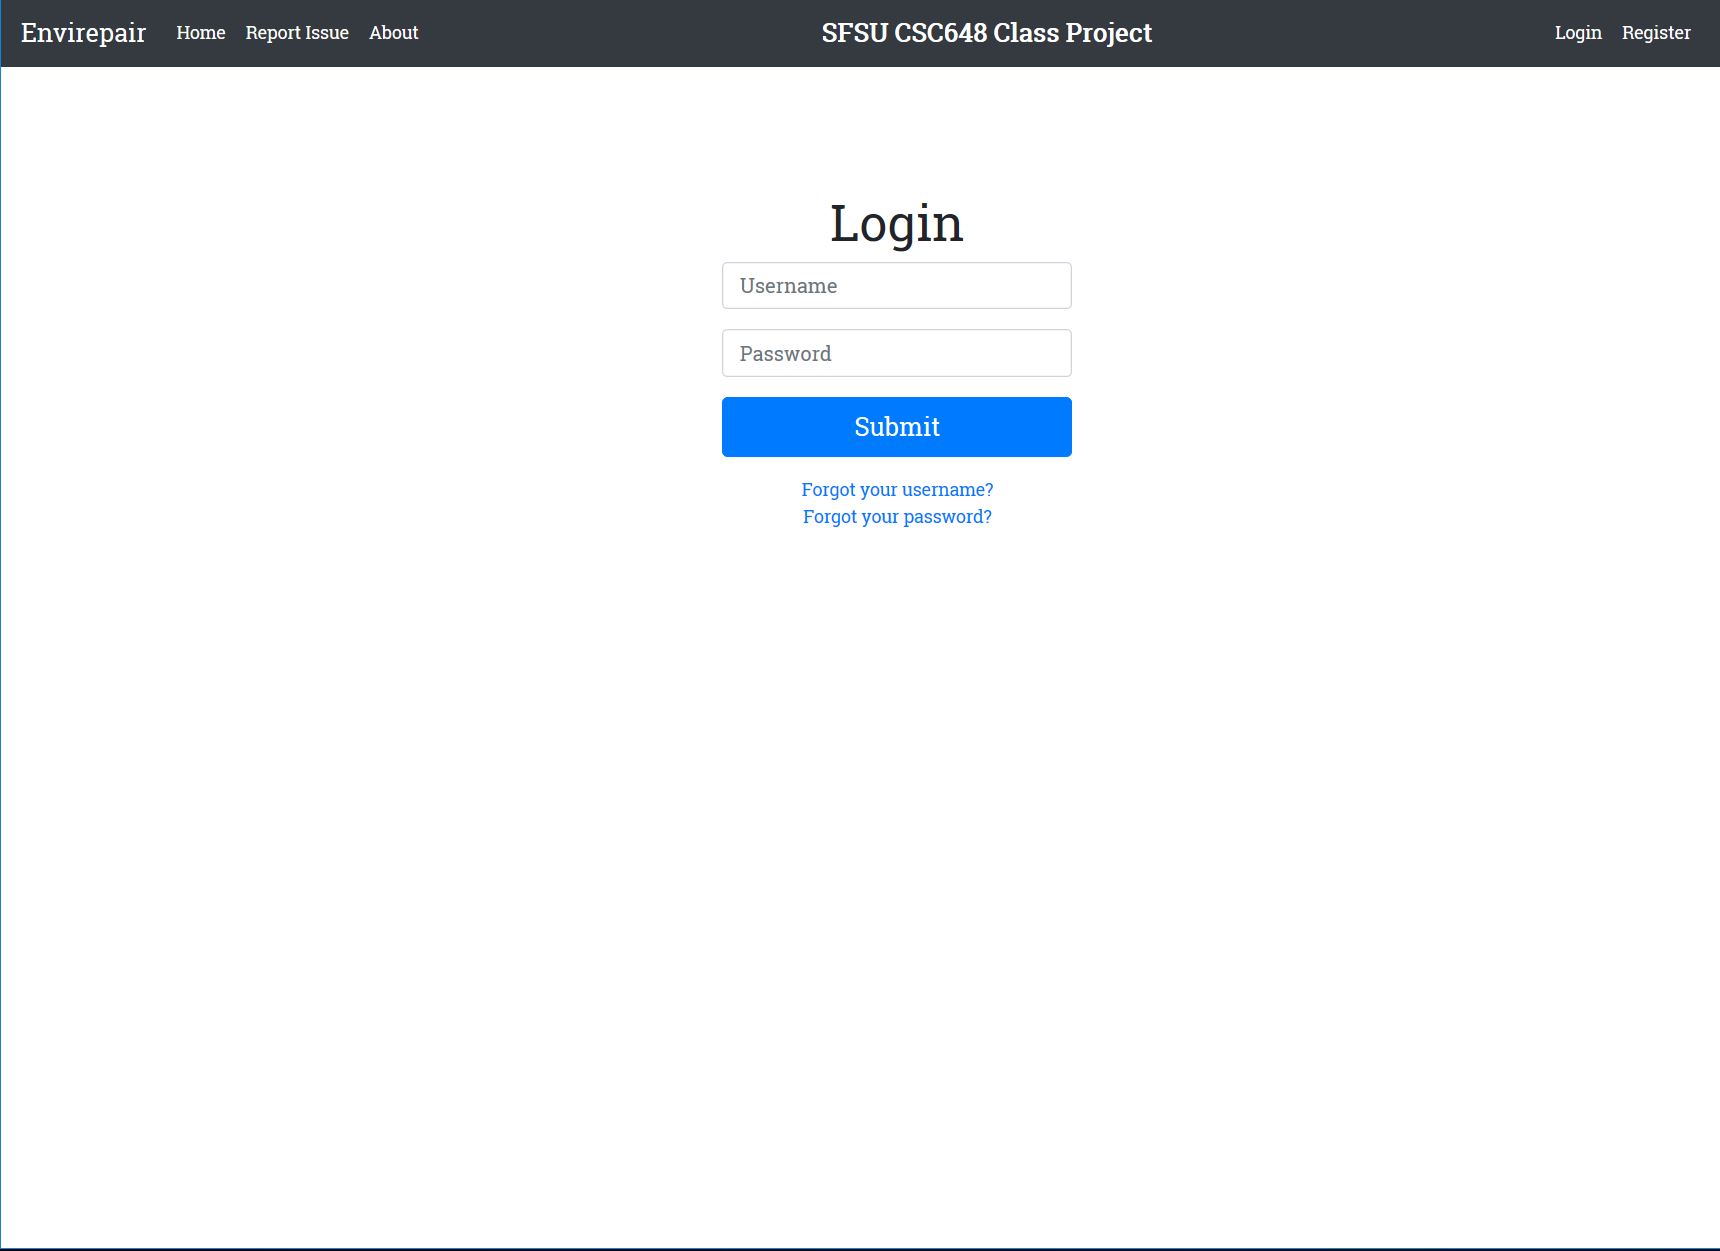 Envirepair Home Report Issue About SFSU CSC648 Class Project Login Register
Login
Username
Password
Submit
Forgot your username?
Forgot your password?